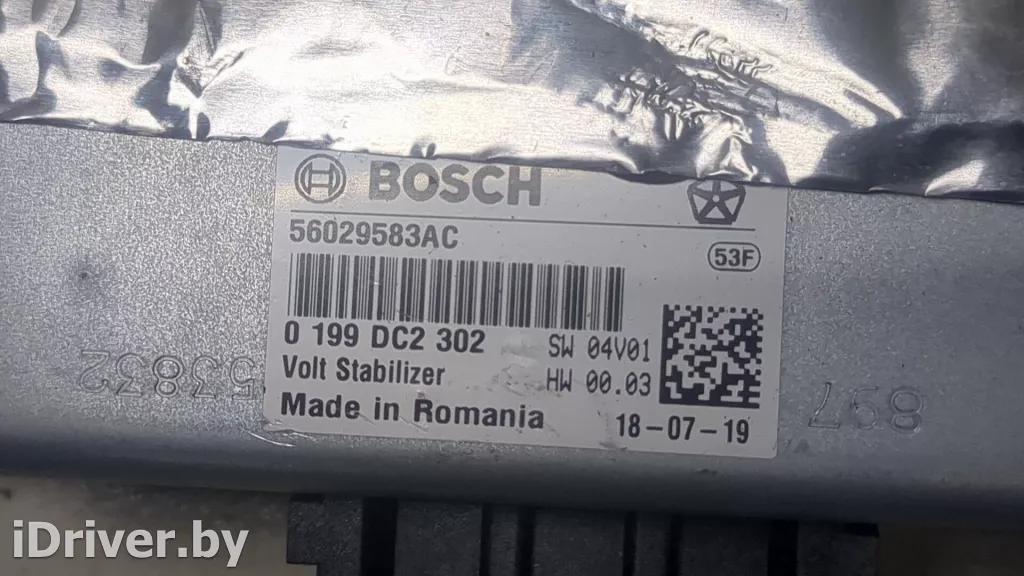 BOSCH
56029583AC
53F
0 199 DC2 302 SW 04V01
Volt Stabilizer HW 00.03
Made in Romania 18-07-19
53832
897
iDriver.by